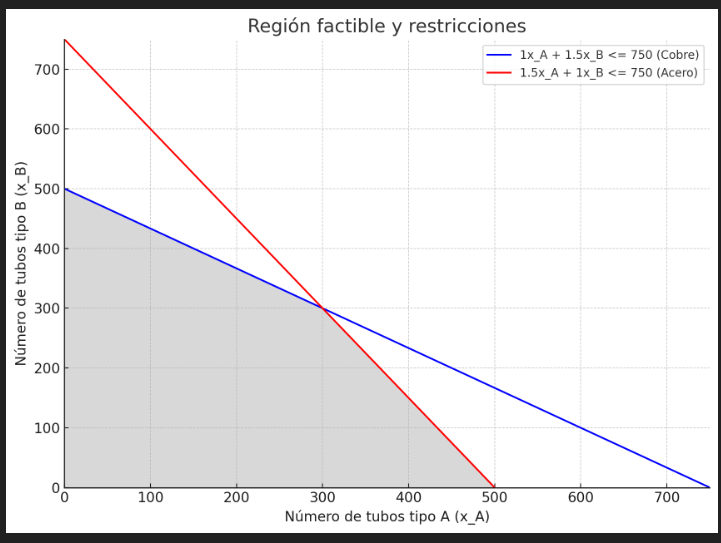 Región factible y restricciones
1x_A + 1.5x_B <= 750 (Cobre)
1.5x_A + 1x_B <= 750 (Acero)
Número de tubos tipo B (x_B)
700
600
500
400
300
200
100
0
0 100 200 300 400 500 600 700
Número de tubos tipo A (x_A)